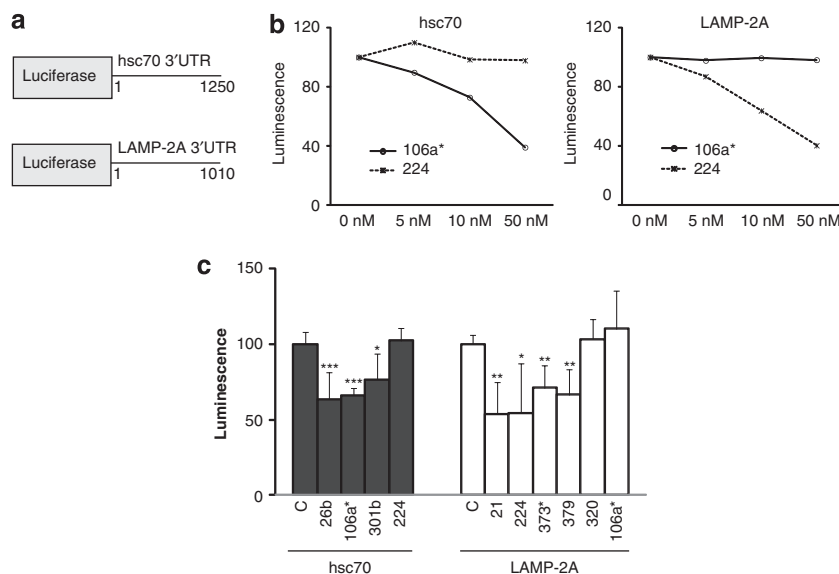 a
Luciferase
hsc70 3′UTR
1
1250
Luciferase
LAMP-2A 3′UTR
1
1010
b
hsc70
Luminescence
120
80
40
0
106a*
224
0 nM
5 nM
10 nM
50 nM
LAMP-2A
Luminescence
120
80
40
0
106a*
224
0 nM
5 nM
10 nM
50 nM
c
Luminescence
150
100
50
0
***
***
*
**
*
**
**
C
26b
106a*
301b
224
C
21
224
373*
379
320
106a*
hsc70
LAMP-2A